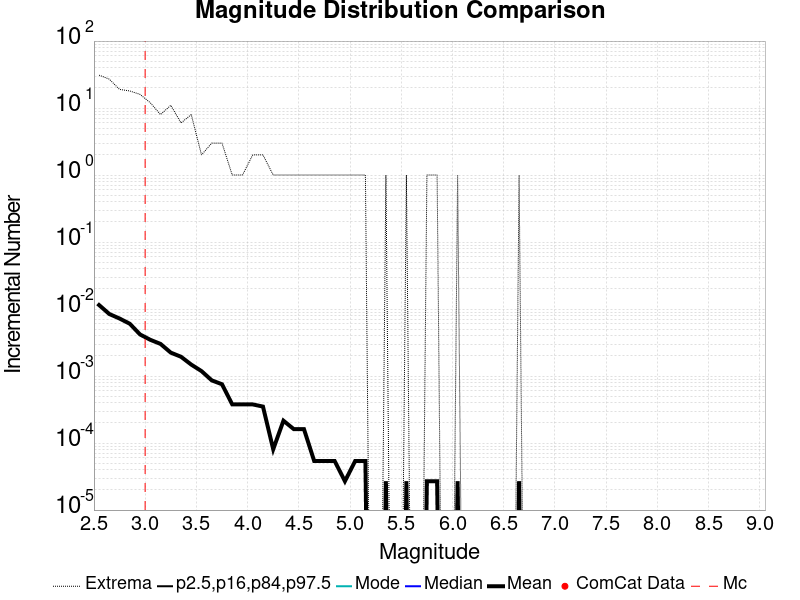 Magnitude Distribution Comparison
10^2
10^1
10^0
10^-1
10^-2
10^-3
10^-4
10^-5
Incremental Number
2.5 3.0 3.5 4.0 4.5 5.0 5.5 6.0 6.5 7.0 7.5 8.0 8.5 9.0
Magnitude
Extrema p2.5,p16,p84,p97.5 Mode Median Mean ComCat Data Mc